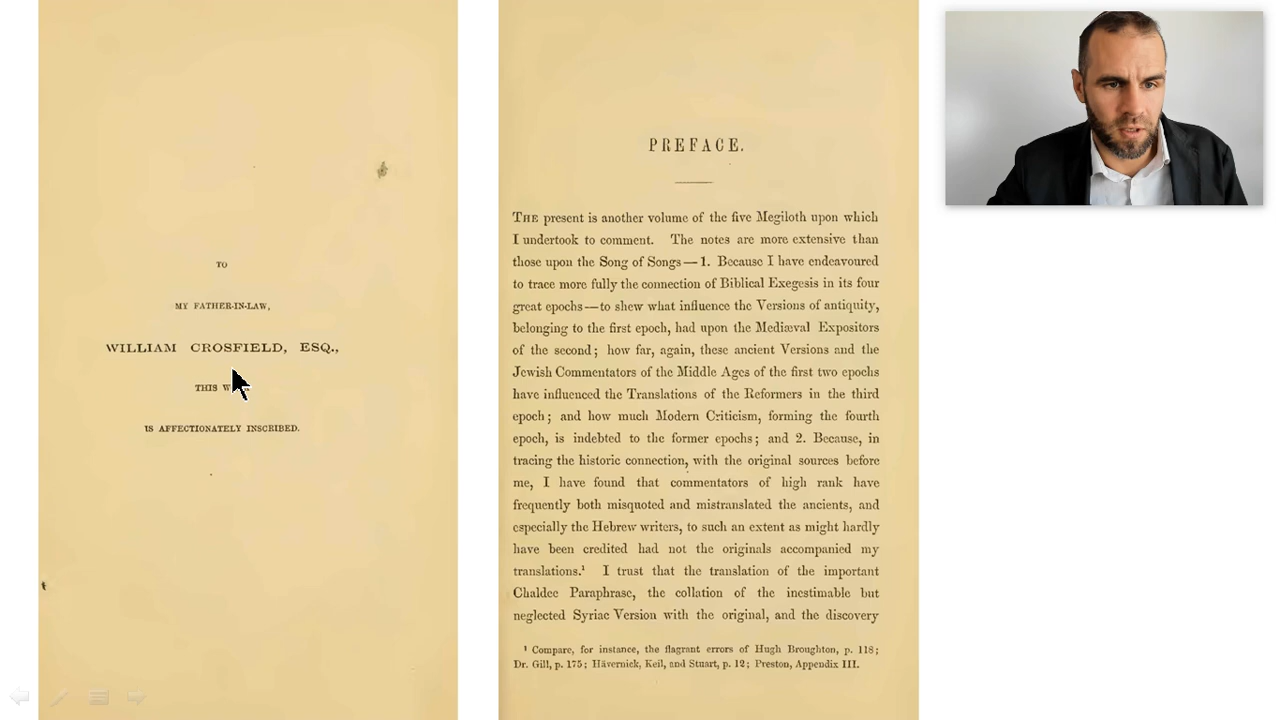 TO
MY FATHER-IN-LAW,
WILLIAM CROSFIELD, ESQ.,
THIS
IS AFFECTIONATELY INSCRIBED.
PREFACE.
THE present is another volume of the five Megiloth upon which
I undertook to comment. The notes are more extensive than
those upon the Song of Songs—1. Because I have endeavoured
to trace more fully the connection of Biblical Exegesis in its four
great epochs—to shew what influence the Versions of antiquity,
belonging to the first epoch, had upon the Mediæval Expositors
of the second; how far, again, these ancient Versions and the
Jewish Commentators of the Middle Ages of the first two epochs
have influenced the Translations of the Reformers in the third
epoch; and how much Modern Criticism, forming the fourth
epoch, is indebted to the former epochs; and 2. Because, in
tracing the historic connection, with the original sources before
me, I have found that commentators of high rank have
frequently both misquoted and mistranslated the ancients, and
especially the Hebrew writers, to such an extent as might hardly
have been credited had not the originals accompanied my
translations.¹ I trust that the translation of the important
Chaldee Paraphrase, the collation of the inestimable but
neglected Syriac Version with the original, and the discovery
¹ Compare, for instance, the flagrant errors of Hugh Broughton, p. 118;
Dr. Gill, p. 175; Hävernick, Keil, and Stuart, p. 12; Preston, Appendix III.